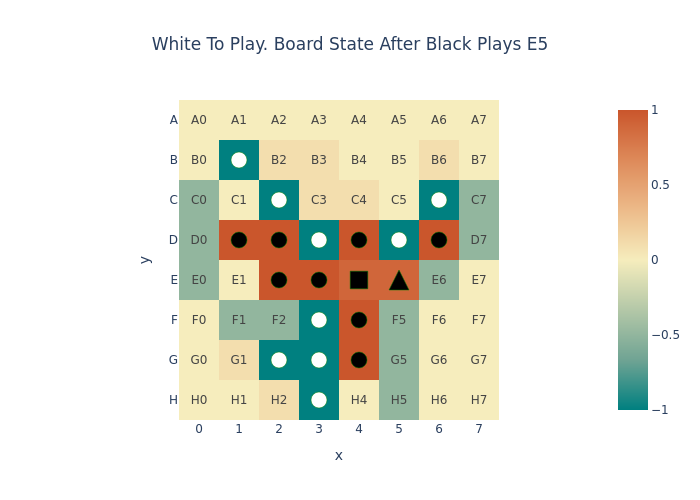 White To Play. Board State After Black Plays E5
A A0 A1 A2 A3 A4 A5 A6 A7
B B0 B2 B3 B4 B5 B6 B7
C C0 C1 C3 C4 C5 C7
D D0 D7
E E0 E1 E6 E7
F F0 F1 F2 F5 F6 F7
G G0 G1 G5 G6 G7
H H0 H1 H2 H4 H5 H6 H7
0 1 2 3 4 5 6 7
x
y
1
0.5
0
−0.5
−1